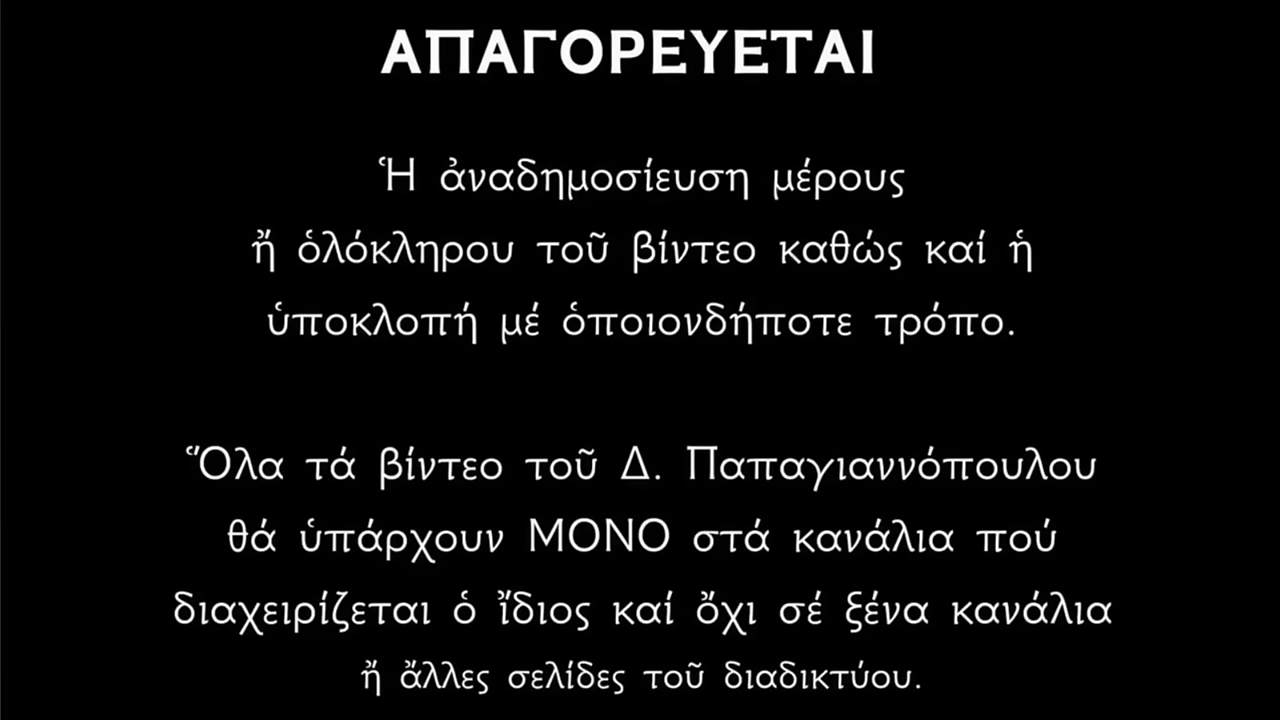 ΑΠΑΓΟΡΕΥΕΤΑΙ
Ἡ ἀναδημοσίευση μέρους
ἤ ὁλόκληρου τοῦ βίντεο καθώς καί ἡ
ὑποκλοπή μέ ὁποιονδήποτε τρόπο.
Ὅλα τά βίντεο τοῦ Δ. Παπαγιαννόπουλου
θά ὑπάρχουν ΜΟΝΟ στά κανάλια πού
διαχειρίζεται ὁ ἴδιος καί ὄχι σέ ξένα κανάλια
ἤ ἄλλες σελίδες τοῦ διαδικτύου.